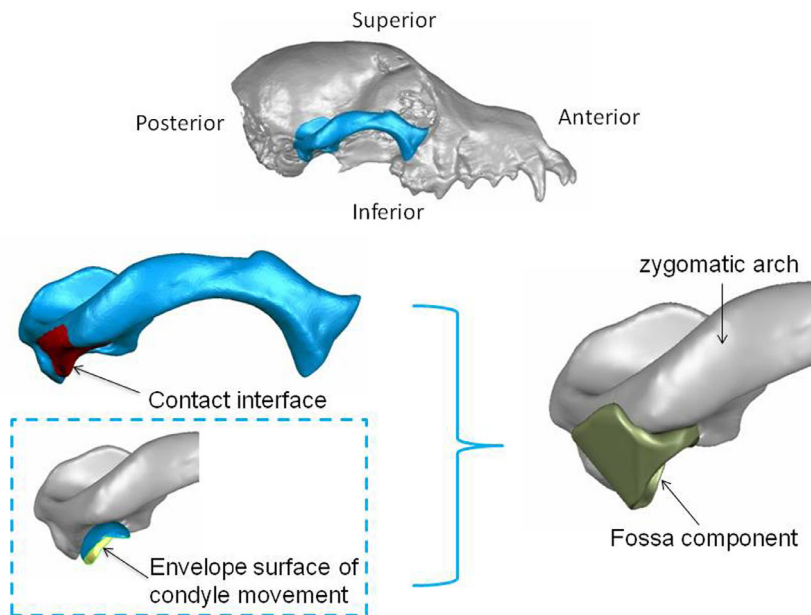 Superior
Posterior
Anterior
Inferior
zygomatic arch
Contact interface
Envelope surface of
condyle movement
Fossa component